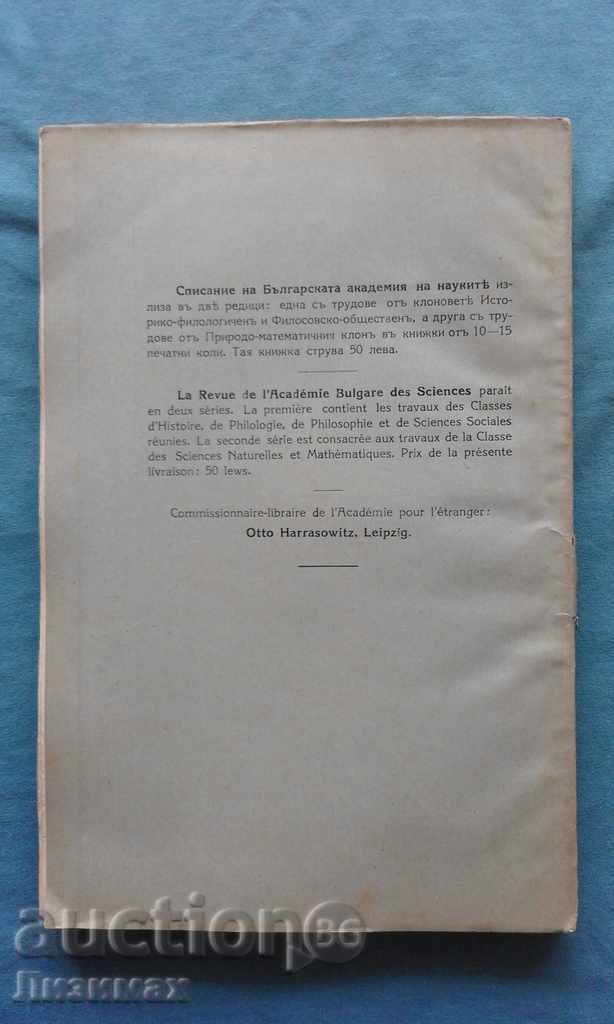 Списание на Българската академия на науките из-
лиза въ двѣ редици: една съ трудове отъ клоноветѣ Исто-
рико-филологиченъ и Философско-общественъ, а друга съ тру-
дове отъ Природо-математичния клонъ въ книжки отъ 10—15
печатни коли. Тая книжка струва 50 лева.
La Revue de l'Académie Bulgare des Sciences paraît
en deux séries. La première contient les travaux des Classes
d'Histoire, de Philologie, de Philosophie et de Sciences Sociales
réunies. La seconde série est consacrée aux travaux de la Classe
des Sciences Naturelles et Mathèmatiques. Prix de la présente
livraison: 50 lews.
Commissionnaire-libraire de l'Académie pour l'étranger:
Otto Harrasowitz, Leipzig.
auction BG
Лизимах